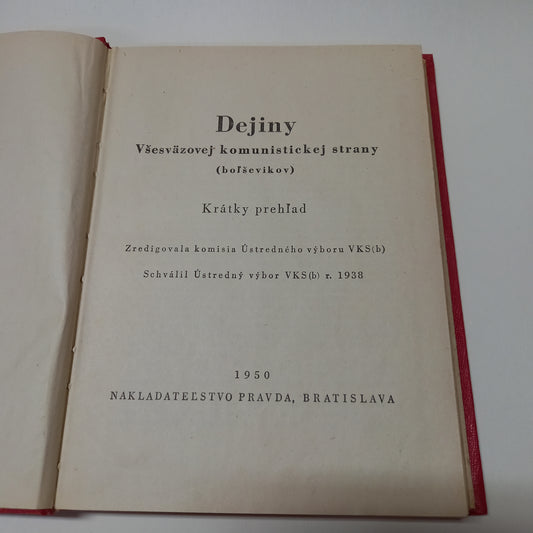 Dejiny
Všesväzovej komunistickej strany
(boľševikov)
Krátky prehľad
Zredigovala komisia Ústredného výboru VKS(b)
Schválil Ústredný výbor VKS(b) r. 1938
1950
NAKLADATEĽSTVO PRAVDA, BRATISLAVA